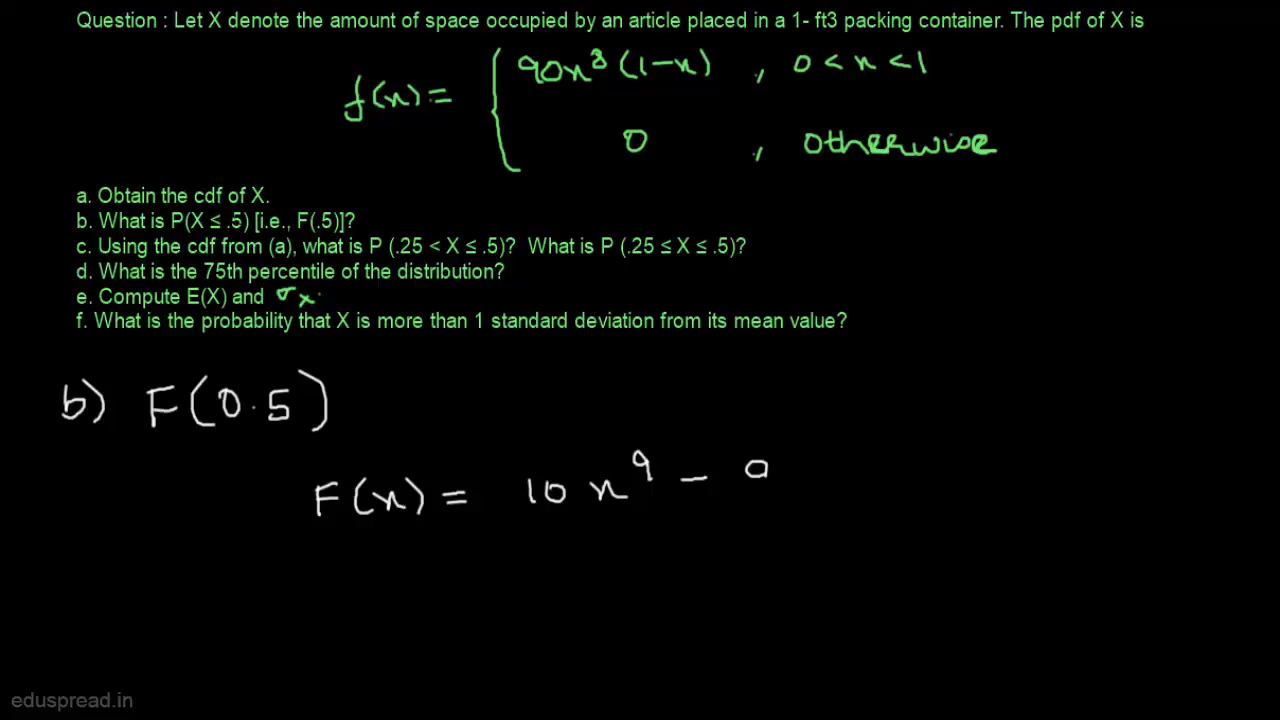 Question : Let X denote the amount of space occupied by an article placed in a 1- ft3 packing container. The pdf of X is
f(x) = { 90x⁸(1-x) , 0 < x < 1
0 , otherwise
a. Obtain the cdf of X.
b. What is P(X ≤ .5) [i.e., F(.5)]?
c. Using the cdf from (a), what is P (.25 < X ≤ .5)? What is P (.25 ≤ X ≤ .5)?
d. What is the 75th percentile of the distribution?
e. Compute E(X) and σx
f. What is the probability that X is more than 1 standard deviation from its mean value?
b) F(0.5)
F(x) = 10 x⁹ -
eduspread.in